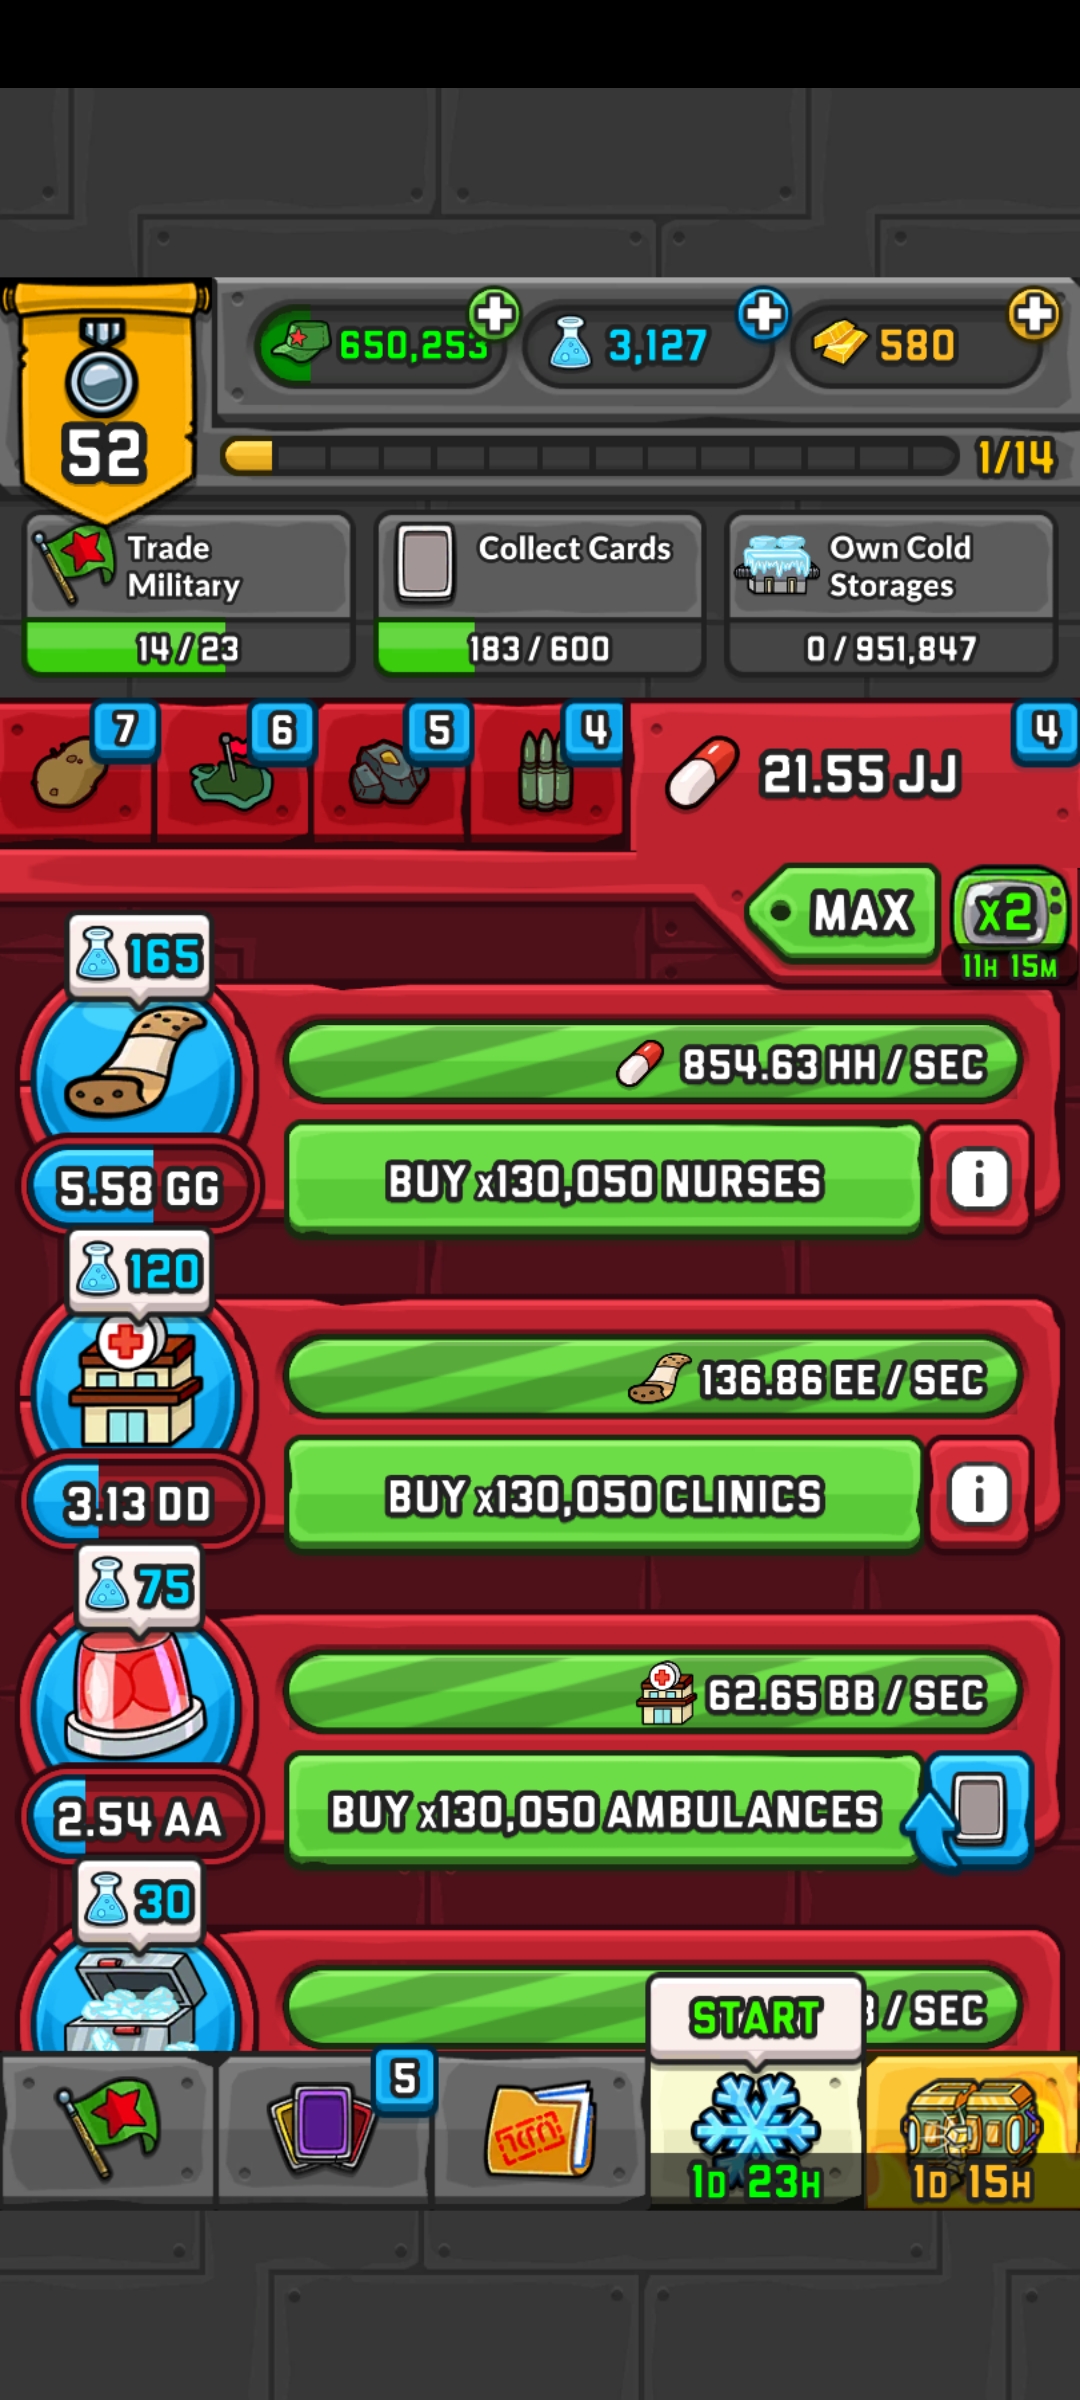 650,253
3,127
580
52
1/14
Trade
Military
14 / 23
Collect Cards
183 / 600
Own Cold
Storages
0 / 951,847
7
6
5
4
21.55 JJ
4
MAX
x2
11H 15M
165
854.63 HH / SEC
5.58 GG
BUY x130,050 NURSES
i
120
136.86 EE / SEC
3.13 DD
BUY x130,050 CLINICS
i
75
62.65 BB / SEC
2.54 AA
BUY x130,050 AMBULANCES
30
/ SEC
START
5
1D 23H
1D 15H